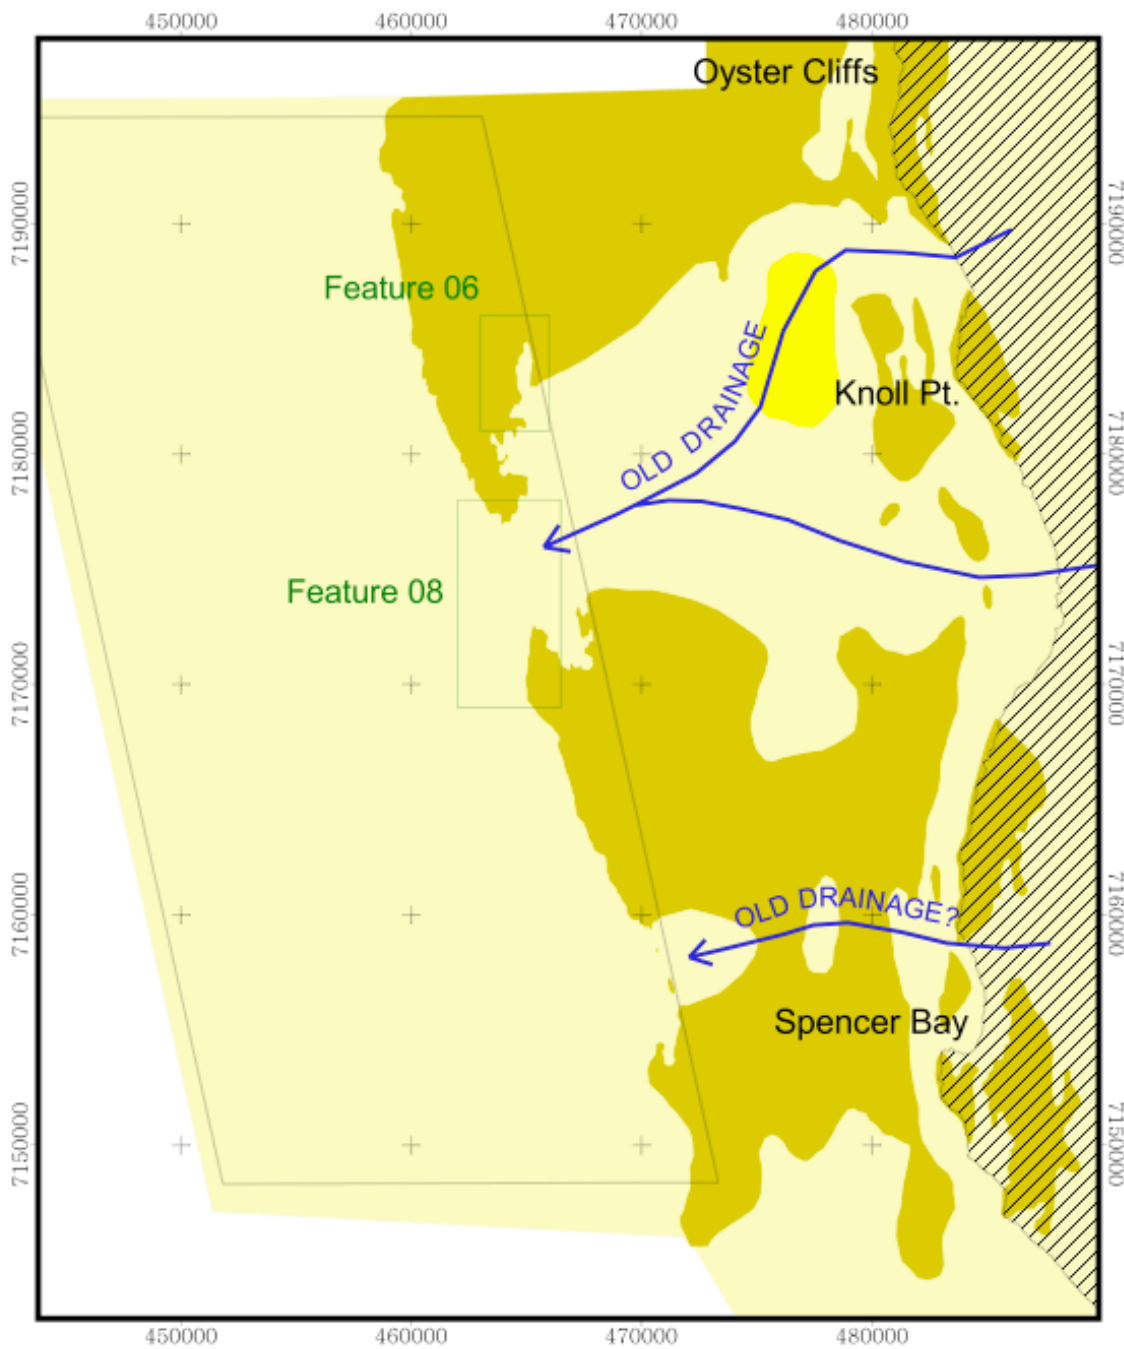 450000 460000 470000 480000
Oyster Cliffs
7190000 7190000
Feature 06
OLD DRAINAGE
Knoll Pt.
7180000 7180000
Feature 08
7170000 7170000
OLD DRAINAGE?
7160000 7160000
Spencer Bay
7150000 7150000
450000 460000 470000 480000